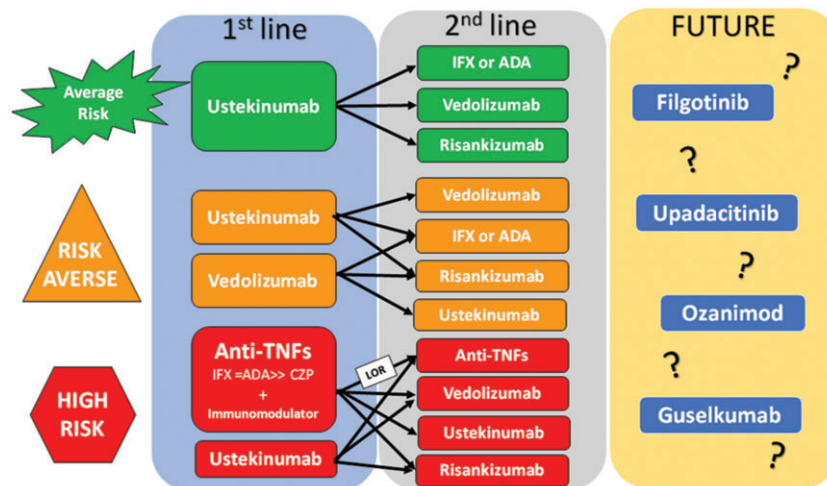 1st line
2nd line
FUTURE
Average
Risk
Ustekinumab
IFX or ADA
Vedolizumab
Risankizumab
RISK
AVERSE
Ustekinumab
Vedolizumab
Vedolizumab
IFX or ADA
Risankizumab
Ustekinumab
HIGH
RISK
Anti-TNFs
IFX =ADA>> CZP
+
Immunomodulator
Ustekinumab
LOR
Anti-TNFs
Vedolizumab
Ustekinumab
Risankizumab
?
Filgotinib
?
Upadacitinib
?
Ozanimod
?
Guselkumab
?